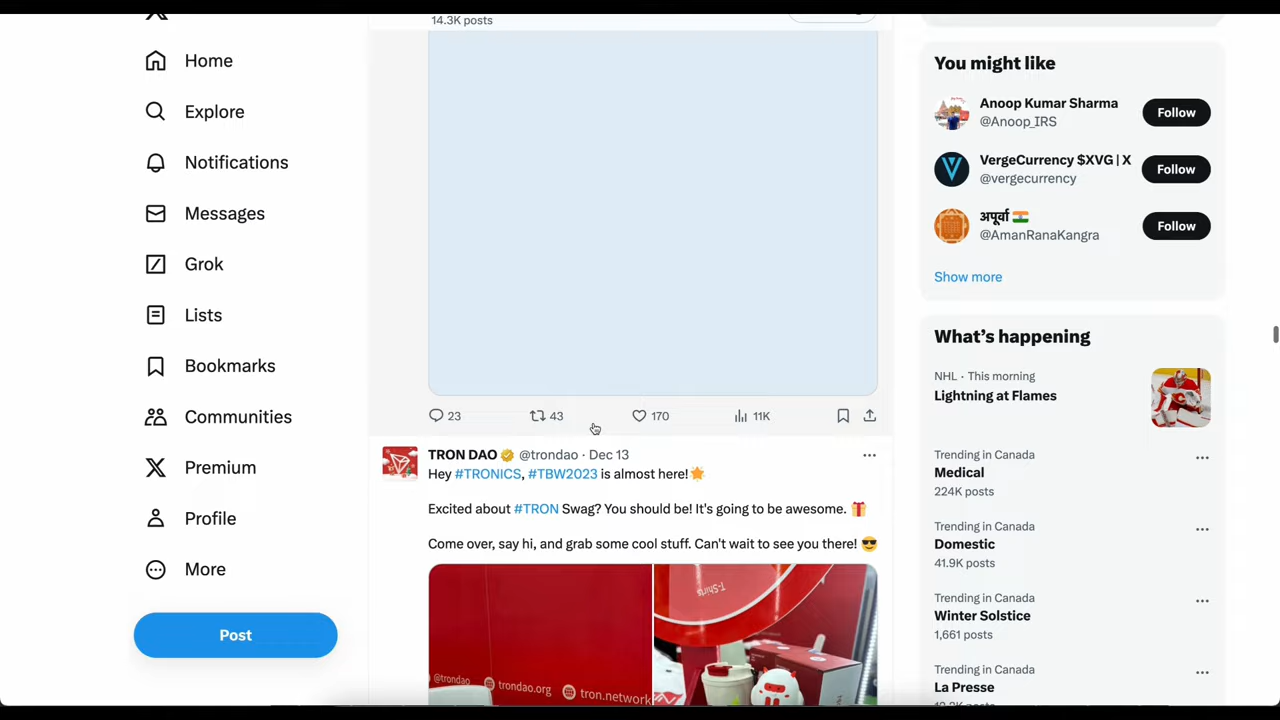 14.3K posts
Home
Explore
Notifications
Messages
Grok
Lists
Bookmarks
Communities
Premium
Profile
More
Post
23 43 170 11K
TRON DAO @trondao · Dec 13
Hey #TRONICS, #TBW2023 is almost here!🌟
Excited about #TRON Swag? You should be! It's going to be awesome. 🎁
Come over, say hi, and grab some cool stuff. Can't wait to see you there! 😎
@trondao trondao.org tron.network
T-Shirts
You might like
Anoop Kumar Sharma
@Anoop_IRS
Follow
VergeCurrency $XVG | X
@vergecurrency
Follow
अपूर्वा 🇮🇳
@AmanRanaKangra
Follow
Show more
What's happening
NHL · This morning
Lightning at Flames
Trending in Canada
Medical
224K posts
Trending in Canada
Domestic
41.9K posts
Trending in Canada
Winter Solstice
1,661 posts
Trending in Canada
La Presse